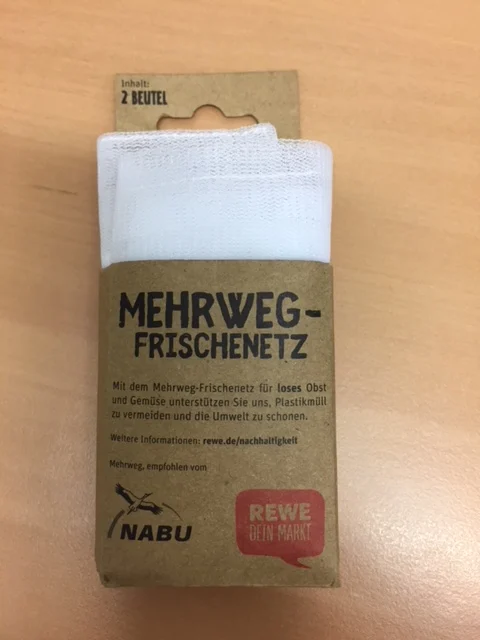 Inhalt:
2 BEUTEL
MEHRWEG-
FRISCHENETZ
Mit dem Mehrweg-Frischenetz für loses Obst
und Gemüse unterstützen Sie uns, Plastikmüll
zu vermeiden und die Umwelt zu schonen.
Weitere Informationen: rewe.de/nachhaltigkeit
Mehrweg, empfohlen vom
NABU
REWE
DEIN MARKT